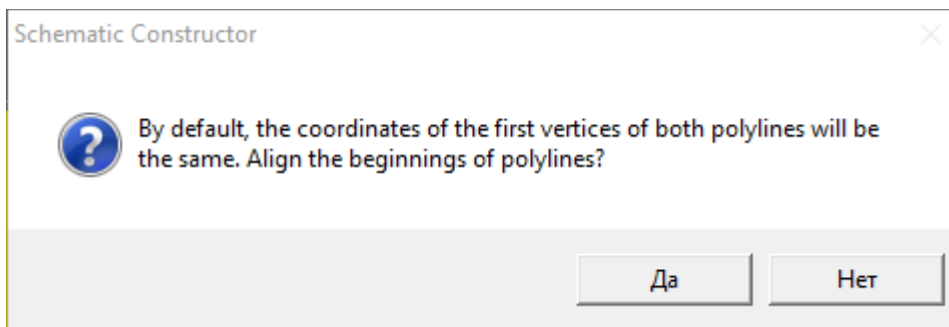 Schematic Constructor
By default, the coordinates of the first vertices of both polylines will be
the same. Align the beginnings of polylines?
Да
Нет